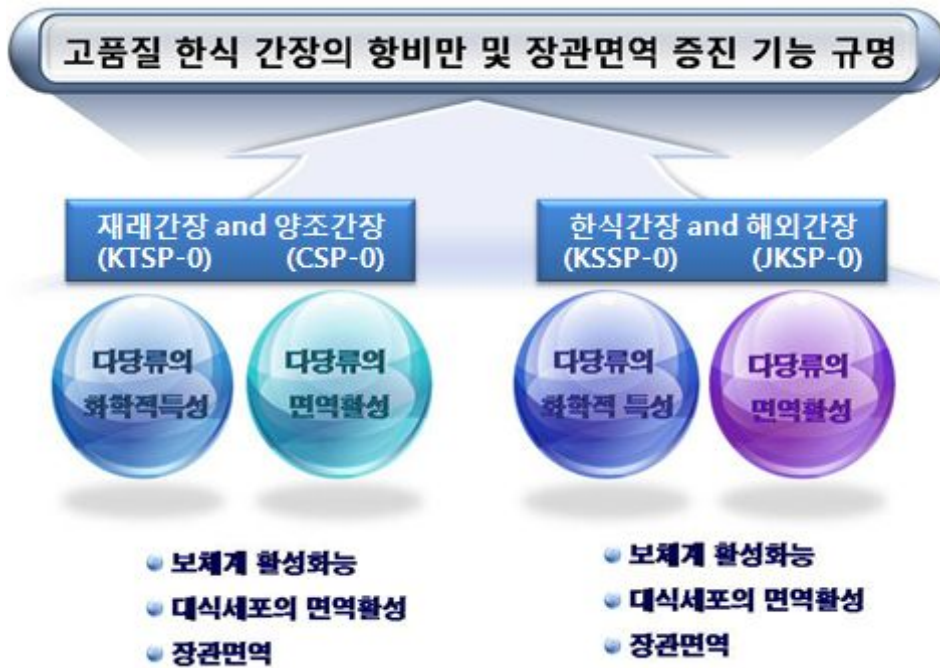 고품질 한식 간장의 항비만 및 장관면역 증진 기능 규명
재래간장 and 양조간장
(KTSP-0) (CSP-0)
한식간장 and 해외간장
(KSSP-0) (JKSP-0)
다당류의
화학적특성
다당류의
면역활성
다당류의
화학적 특성
다당류의
면역활성
보체계 활성화능
대식세포의 면역활성
장관면역
보체계 활성화능
대식세포의 면역활성
장관면역